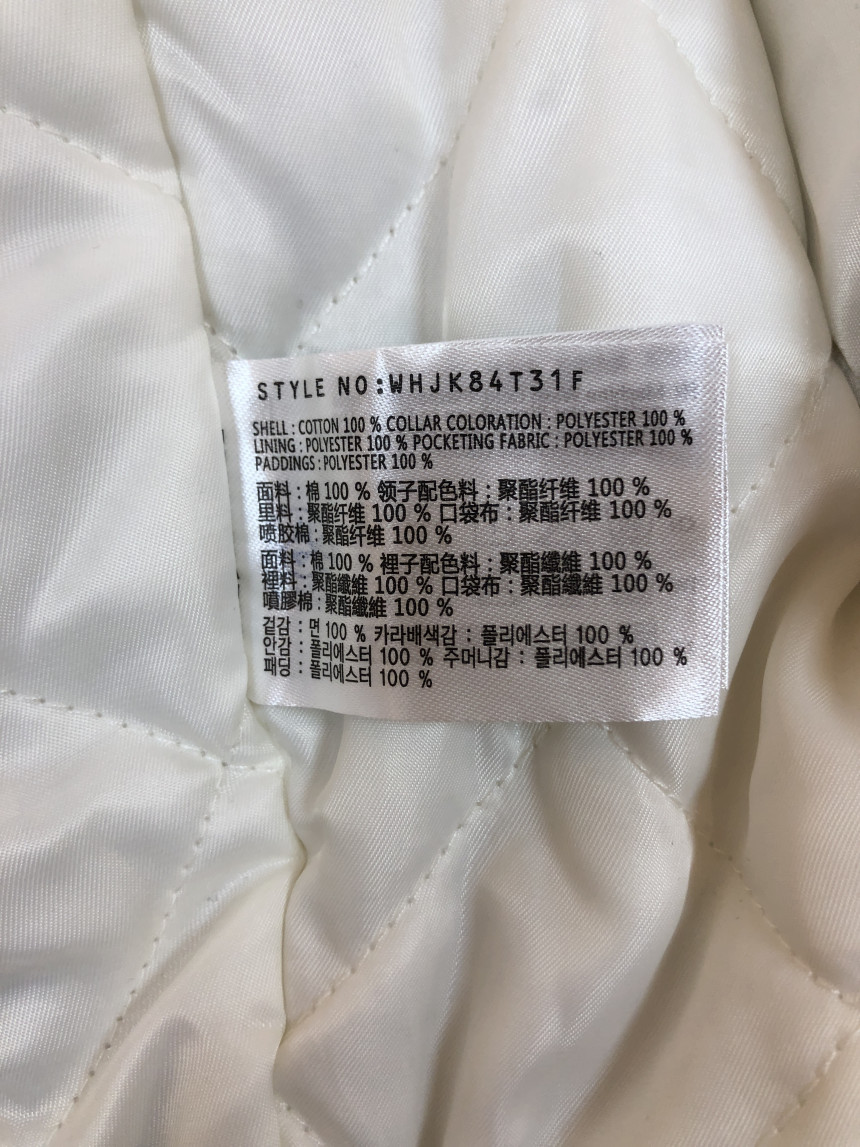 STYLE NO:WHJK84T31F
SHELL : COTTON 100 % COLLAR COLORATION : POLYESTER 100 %
LINING : POLYESTER 100 % POCKETING FABRIC : POLYESTER 100 %
PADDINGS : POLYESTER 100 %
面料 : 棉 100 % 领子配色料 : 聚酯纤维 100 %
里料 : 聚酯纤维 100 % 口袋布 : 聚酯纤维 100 %
喷胶棉 : 聚酯纤维 100 %
面料 : 棉 100 % 裡子配色料 : 聚酯纖維 100 %
裡料 : 聚酯纖維 100 % 口袋布 : 聚酯纖維 100 %
噴膠棉 : 聚酯纖維 100 %
겉감 : 면 100 % 카라배색감 : 폴리에스터 100 %
안감 : 폴리에스터 100 % 주머니감 : 폴리에스터 100 %
패딩 : 폴리에스터 100 %